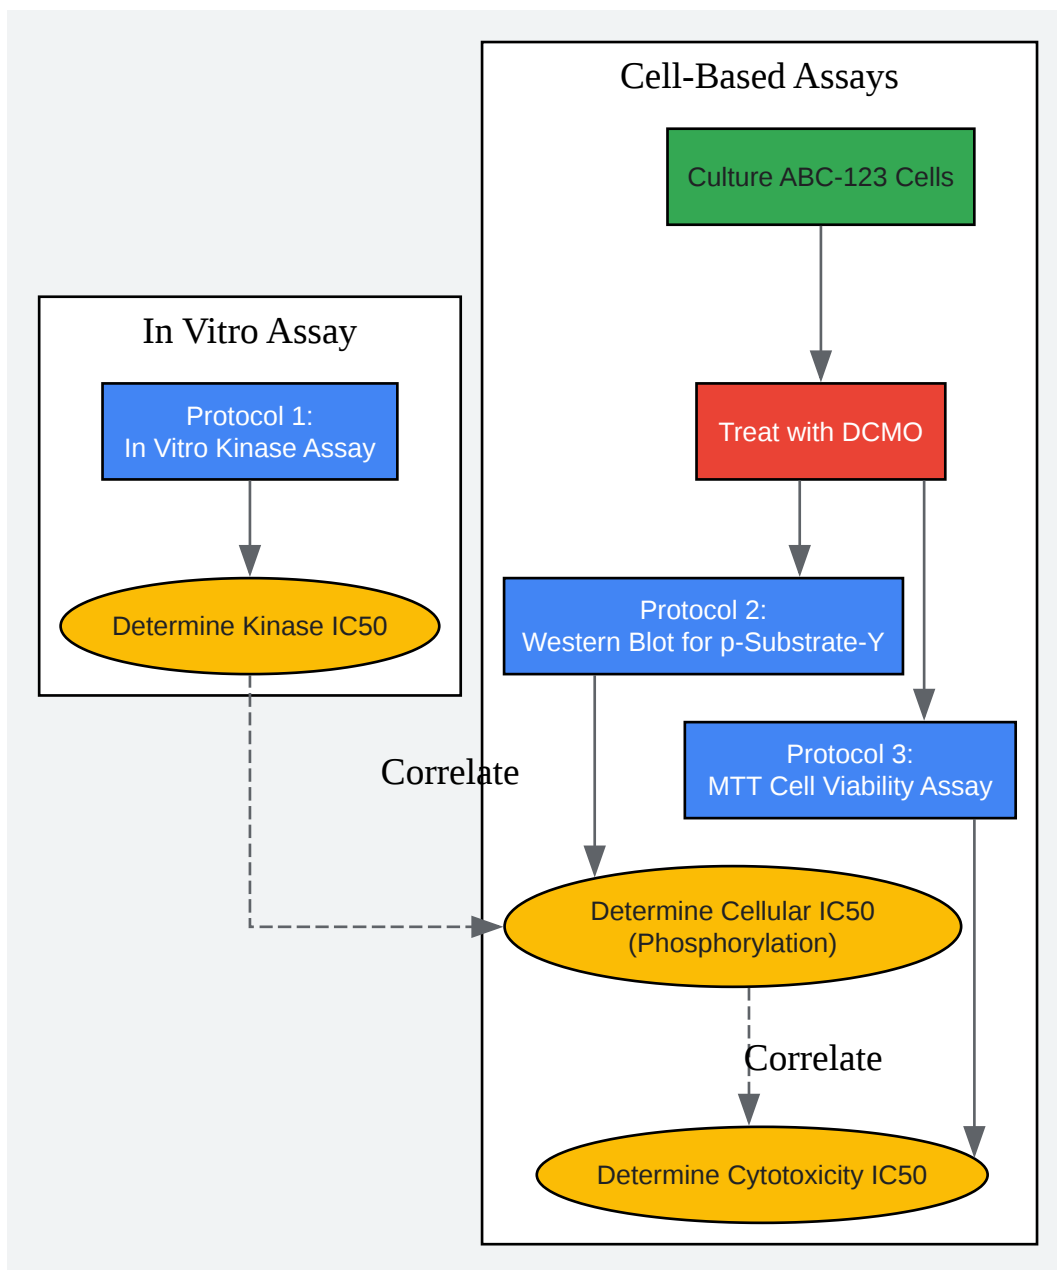 Cell-Based Assays
Culture ABC-123 Cells
In Vitro Assay
Protocol 1:
In Vitro Kinase Assay
Treat with DCMO
Determine Kinase IC50
Protocol 2:
Western Blot for p-Substrate-Y
Protocol 3:
MTT Cell Viability Assay
Correlate
Determine Cellular IC50
(Phosphorylation)
Correlate
Determine Cytotoxicity IC50